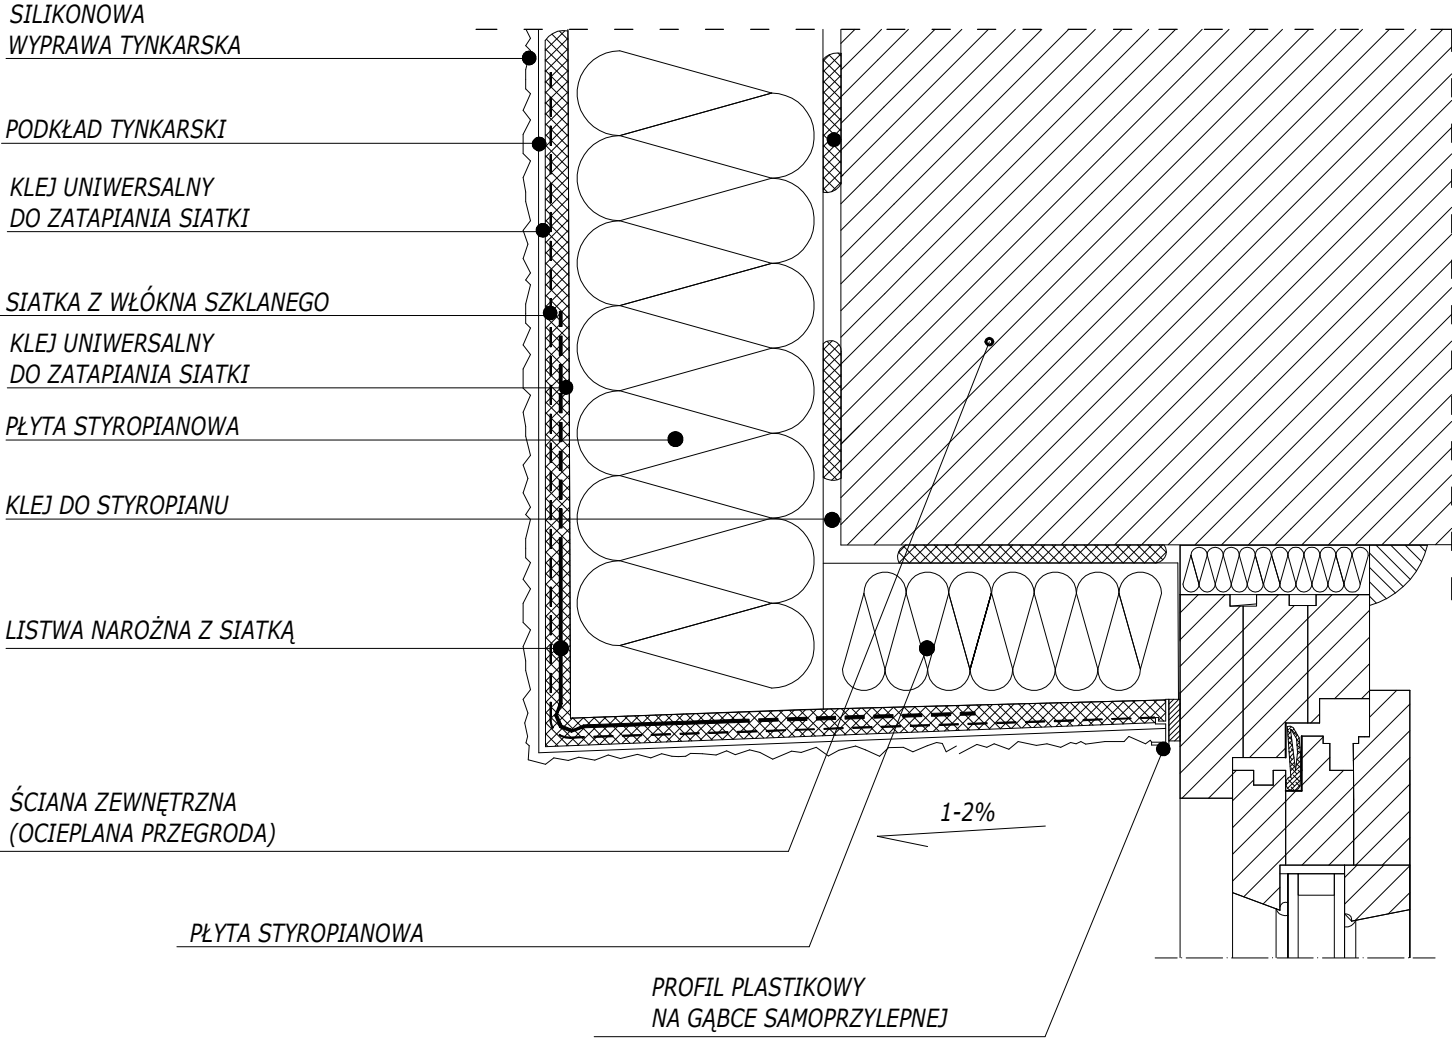 SILIKONOWA
WYPRAWA TYNKARSKA
PODKŁAD TYNKARSKI
KLEJ UNIWERSALNY
DO ZATAPIANIA SIATKI
SIATKA Z WŁÓKNA SZKLANEGO
KLEJ UNIWERSALNY
DO ZATAPIANIA SIATKI
PŁYTA STYROPIANOWA
KLEJ DO STYROPIANU
LISTWA NAROŻNA Z SIATKĄ
ŚCIANA ZEWNĘTRZNA
(OCIEPLANA PRZEGRODA)
1-2%
PŁYTA STYROPIANOWA
PROFIL PLASTIKOWY
NA GĄBCE SAMOPRZYLEPNEJ